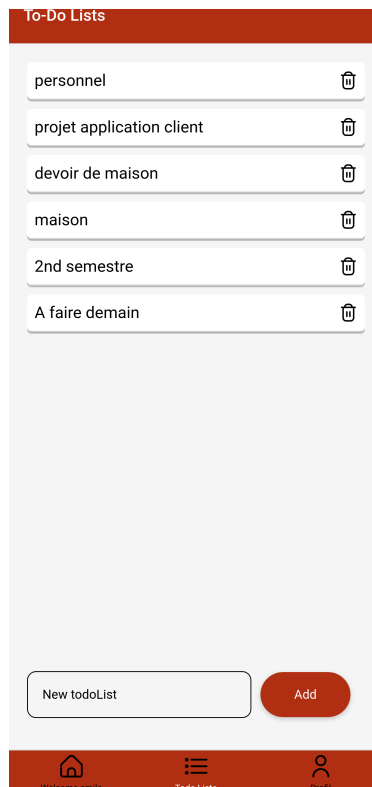 To-Do Lists
personnel
projet application client
devoir de maison
maison
2nd semestre
A faire demain
New todoList
Add
Todo Lists